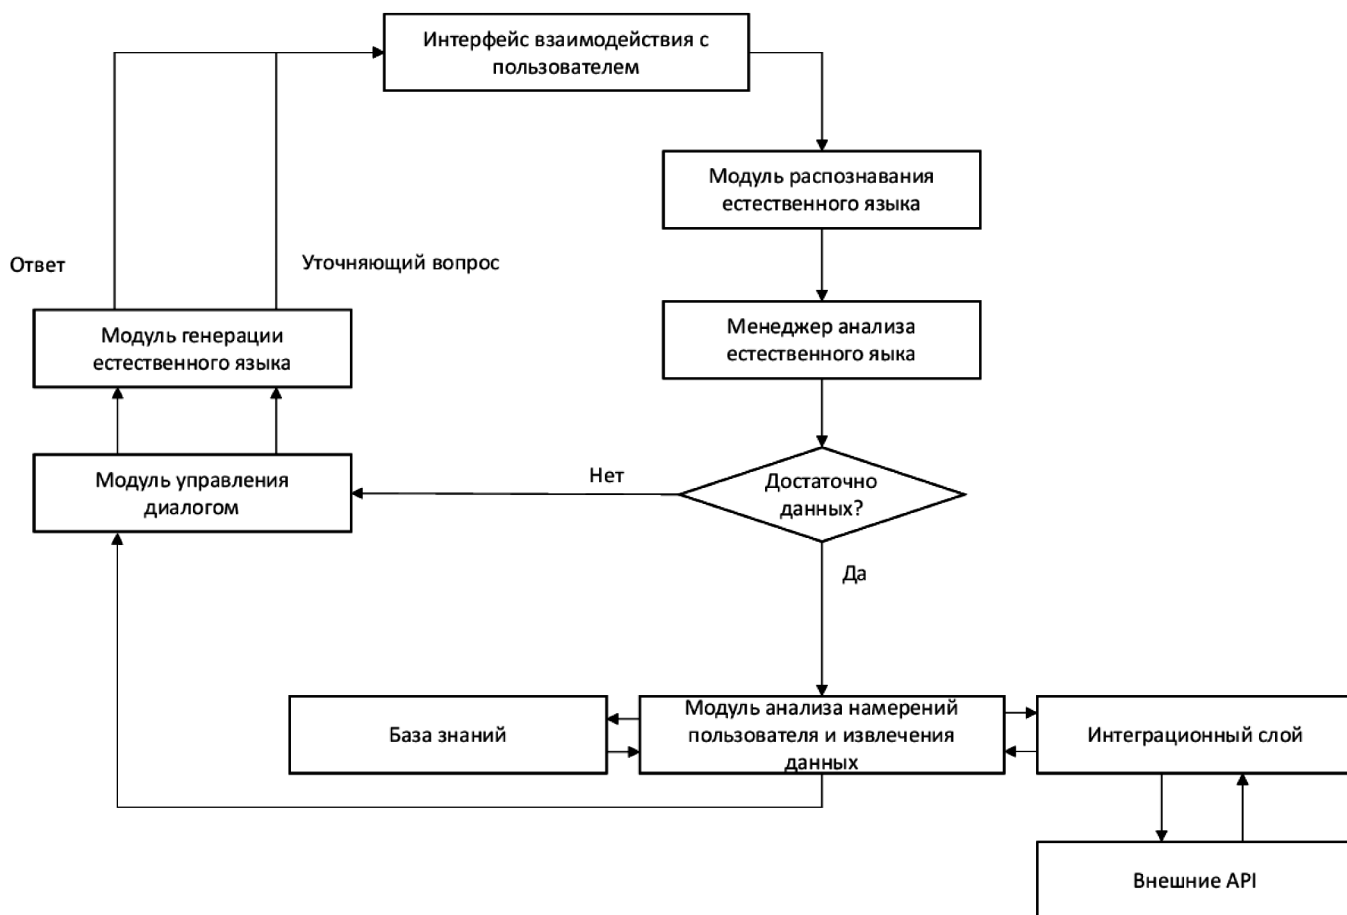 Интерфейс взаимодействия с
пользователем
Модуль распознавания
естественного языка
Ответ
Уточняющий вопрос
Модуль генерации
естественного языка
Менеджер анализа
естественного яыка
Модуль управления
диалогом
Нет
Достаточно
данных?
Да
База знаний
Модуль анализа намерений
пользователя и извлечения
данных
Интеграционный слой
Внешние API